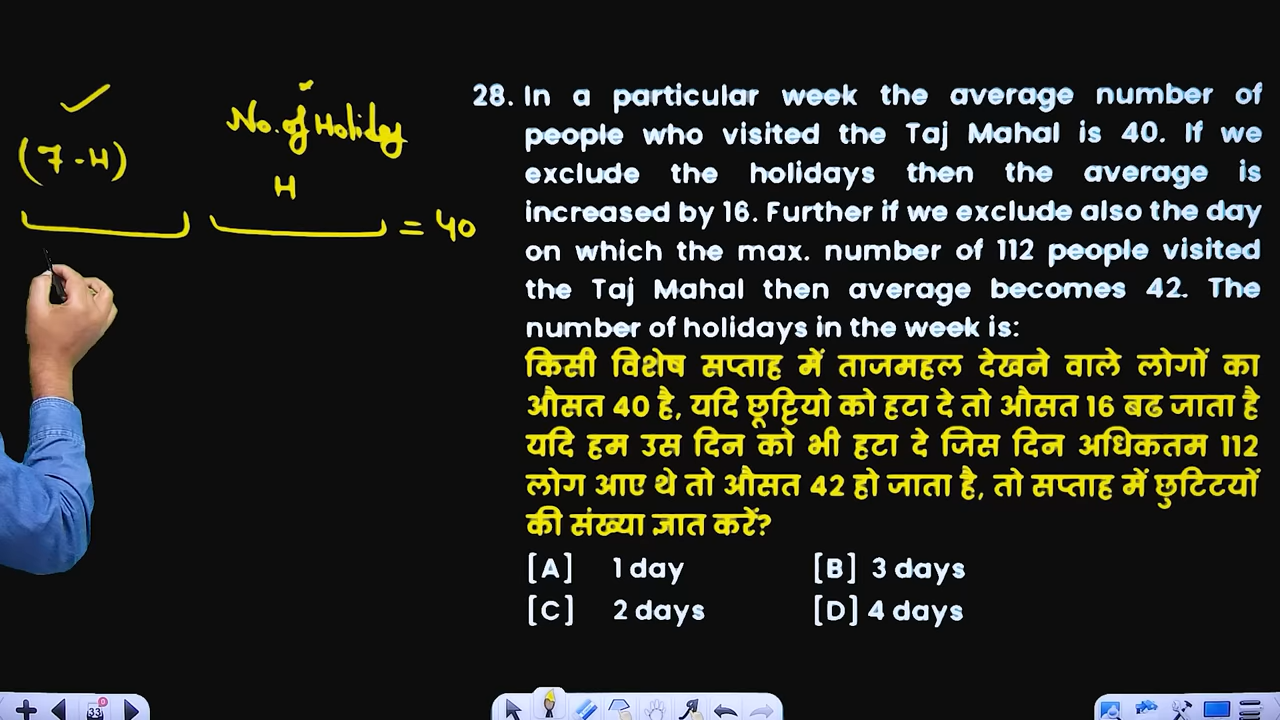 (7-H)
No. of Holiday
H
= 40
28. In a particular week the average number of
people who visited the Taj Mahal is 40. If we
exclude the holidays then the average is
increased by 16. Further if we exclude also the day
on which the max. number of 112 people visited
the Taj Mahal then average becomes 42. The
number of holidays in the week is:
किसी विशेष सप्ताह में ताजमहल देखने वाले लोगों का
औसत 40 है, यदि छूट्टियो को हटा दे तो औसत 16 बढ जाता है
यदि हम उस दिन को भी हटा दे जिस दिन अधिकतम 112
लोग आए थे तो औसत 42 हो जाता है, तो सप्ताह में छुटिटयों
की संख्या ज्ञात करें?
[A] 1 day [B] 3 days
[C] 2 days [D] 4 days
33